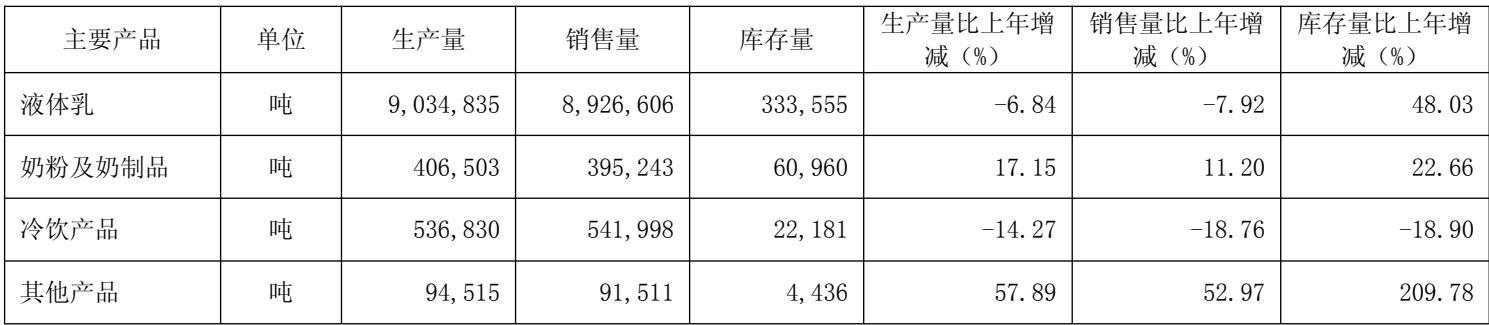 主要产品 单位 生产量 销售量 库存量 生产量比上年增减（%） 销售量比上年增减（%） 库存量比上年增减（%）
液体乳 吨 9,034,835 8,926,606 333,555 -6.84 -7.92 48.03
奶粉及奶制品 吨 406,503 395,243 60,960 17.15 11.20 22.66
冷饮产品 吨 536,830 541,998 22,181 -14.27 -18.76 -18.90
其他产品 吨 94,515 91,511 4,436 57.89 52.97 209.78